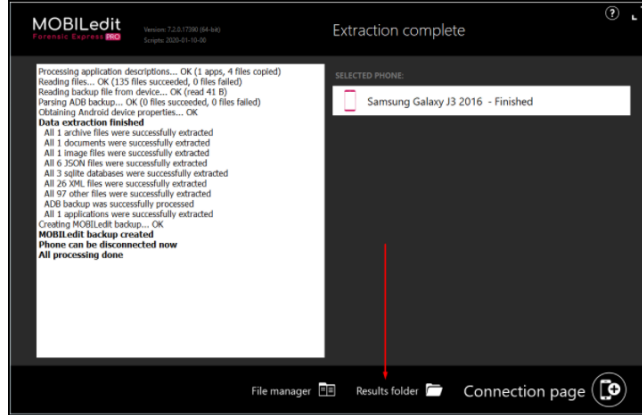 MOBILedit
Forensic Express PRO
Version: 7.2.0.17390 (64-bit)
Scripts: 2020-01-10-00
Extraction complete
?
Processing application descriptions... OK (1 apps, 4 files copied)
Reading files... OK (135 files succeeded, 0 files failed)
Reading backup file from device... OK (read 41 B)
Parsing ADB backup... OK (0 files succeeded, 0 files failed)
Obtaining Android device properties... OK
Data extraction finished
All 1 archive files were successfully extracted
All 1 documents were successfully extracted
All 1 image files were successfully extracted
All 6 JSON files were successfully extracted
All 3 sqlite databases were successfully extracted
All 26 XML files were successfully extracted
All 97 other files were successfully extracted
ADB backup was successfully processed
All 1 applications were successfully extracted
Creating MOBILedit backup... OK
MOBILedit backup created
Phone can be disconnected now
All processing done
SELECTED PHONE:
Samsung Galaxy J3 2016 - Finished
File manager
Results folder
Connection page